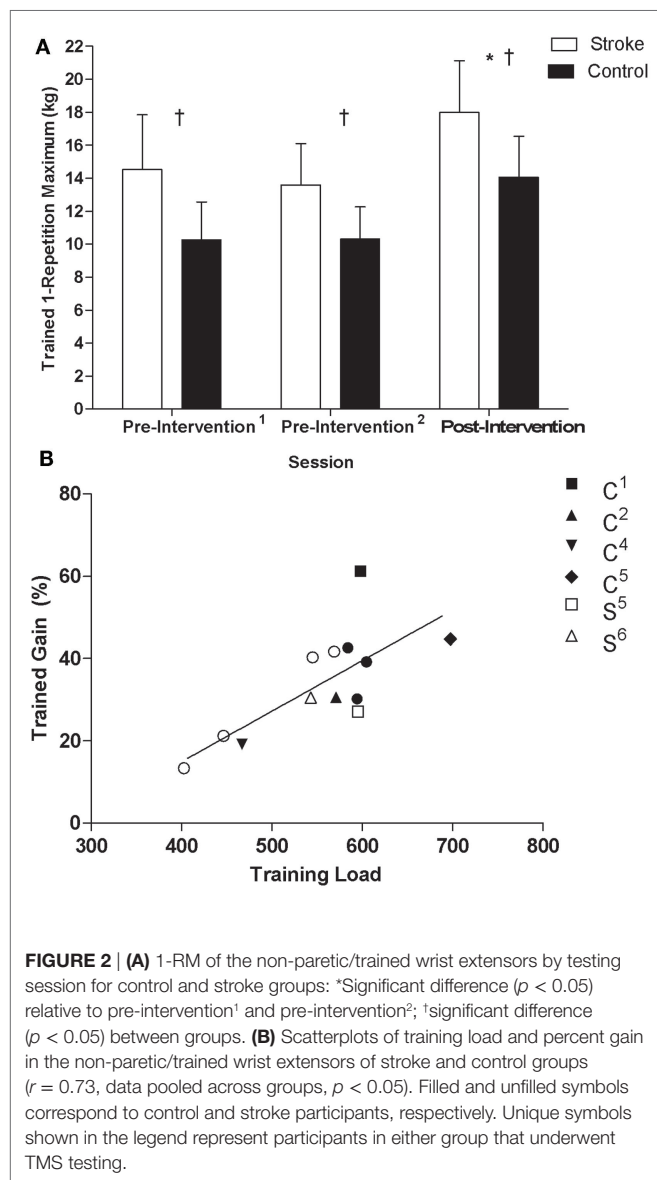 A
22
20
18
16
14
12
10
8
6
4
2
0
Trained 1-Repetition Maximum (kg)
Stroke
Control
†
†
* †
Pre-Intervention¹ Pre-Intervention² Post-Intervention
Session
B
80
60
40
20
0
Trained Gain (%)
300 400 500 600 700 800
Training Load
C¹
C²
C⁴
C⁵
S⁵
S⁶
FIGURE 2 | (A) 1-RM of the non-paretic/trained wrist extensors by testing
session for control and stroke groups: *Significant difference (p < 0.05)
relative to pre-intervention¹ and pre-intervention²; †significant difference
(p < 0.05) between groups. (B) Scatterplots of training load and percent gain
in the non-paretic/trained wrist extensors of stroke and control groups
(r = 0.73, data pooled across groups, p < 0.05). Filled and unfilled symbols
correspond to control and stroke participants, respectively. Unique symbols
shown in the legend represent participants in either group that underwent
TMS testing.